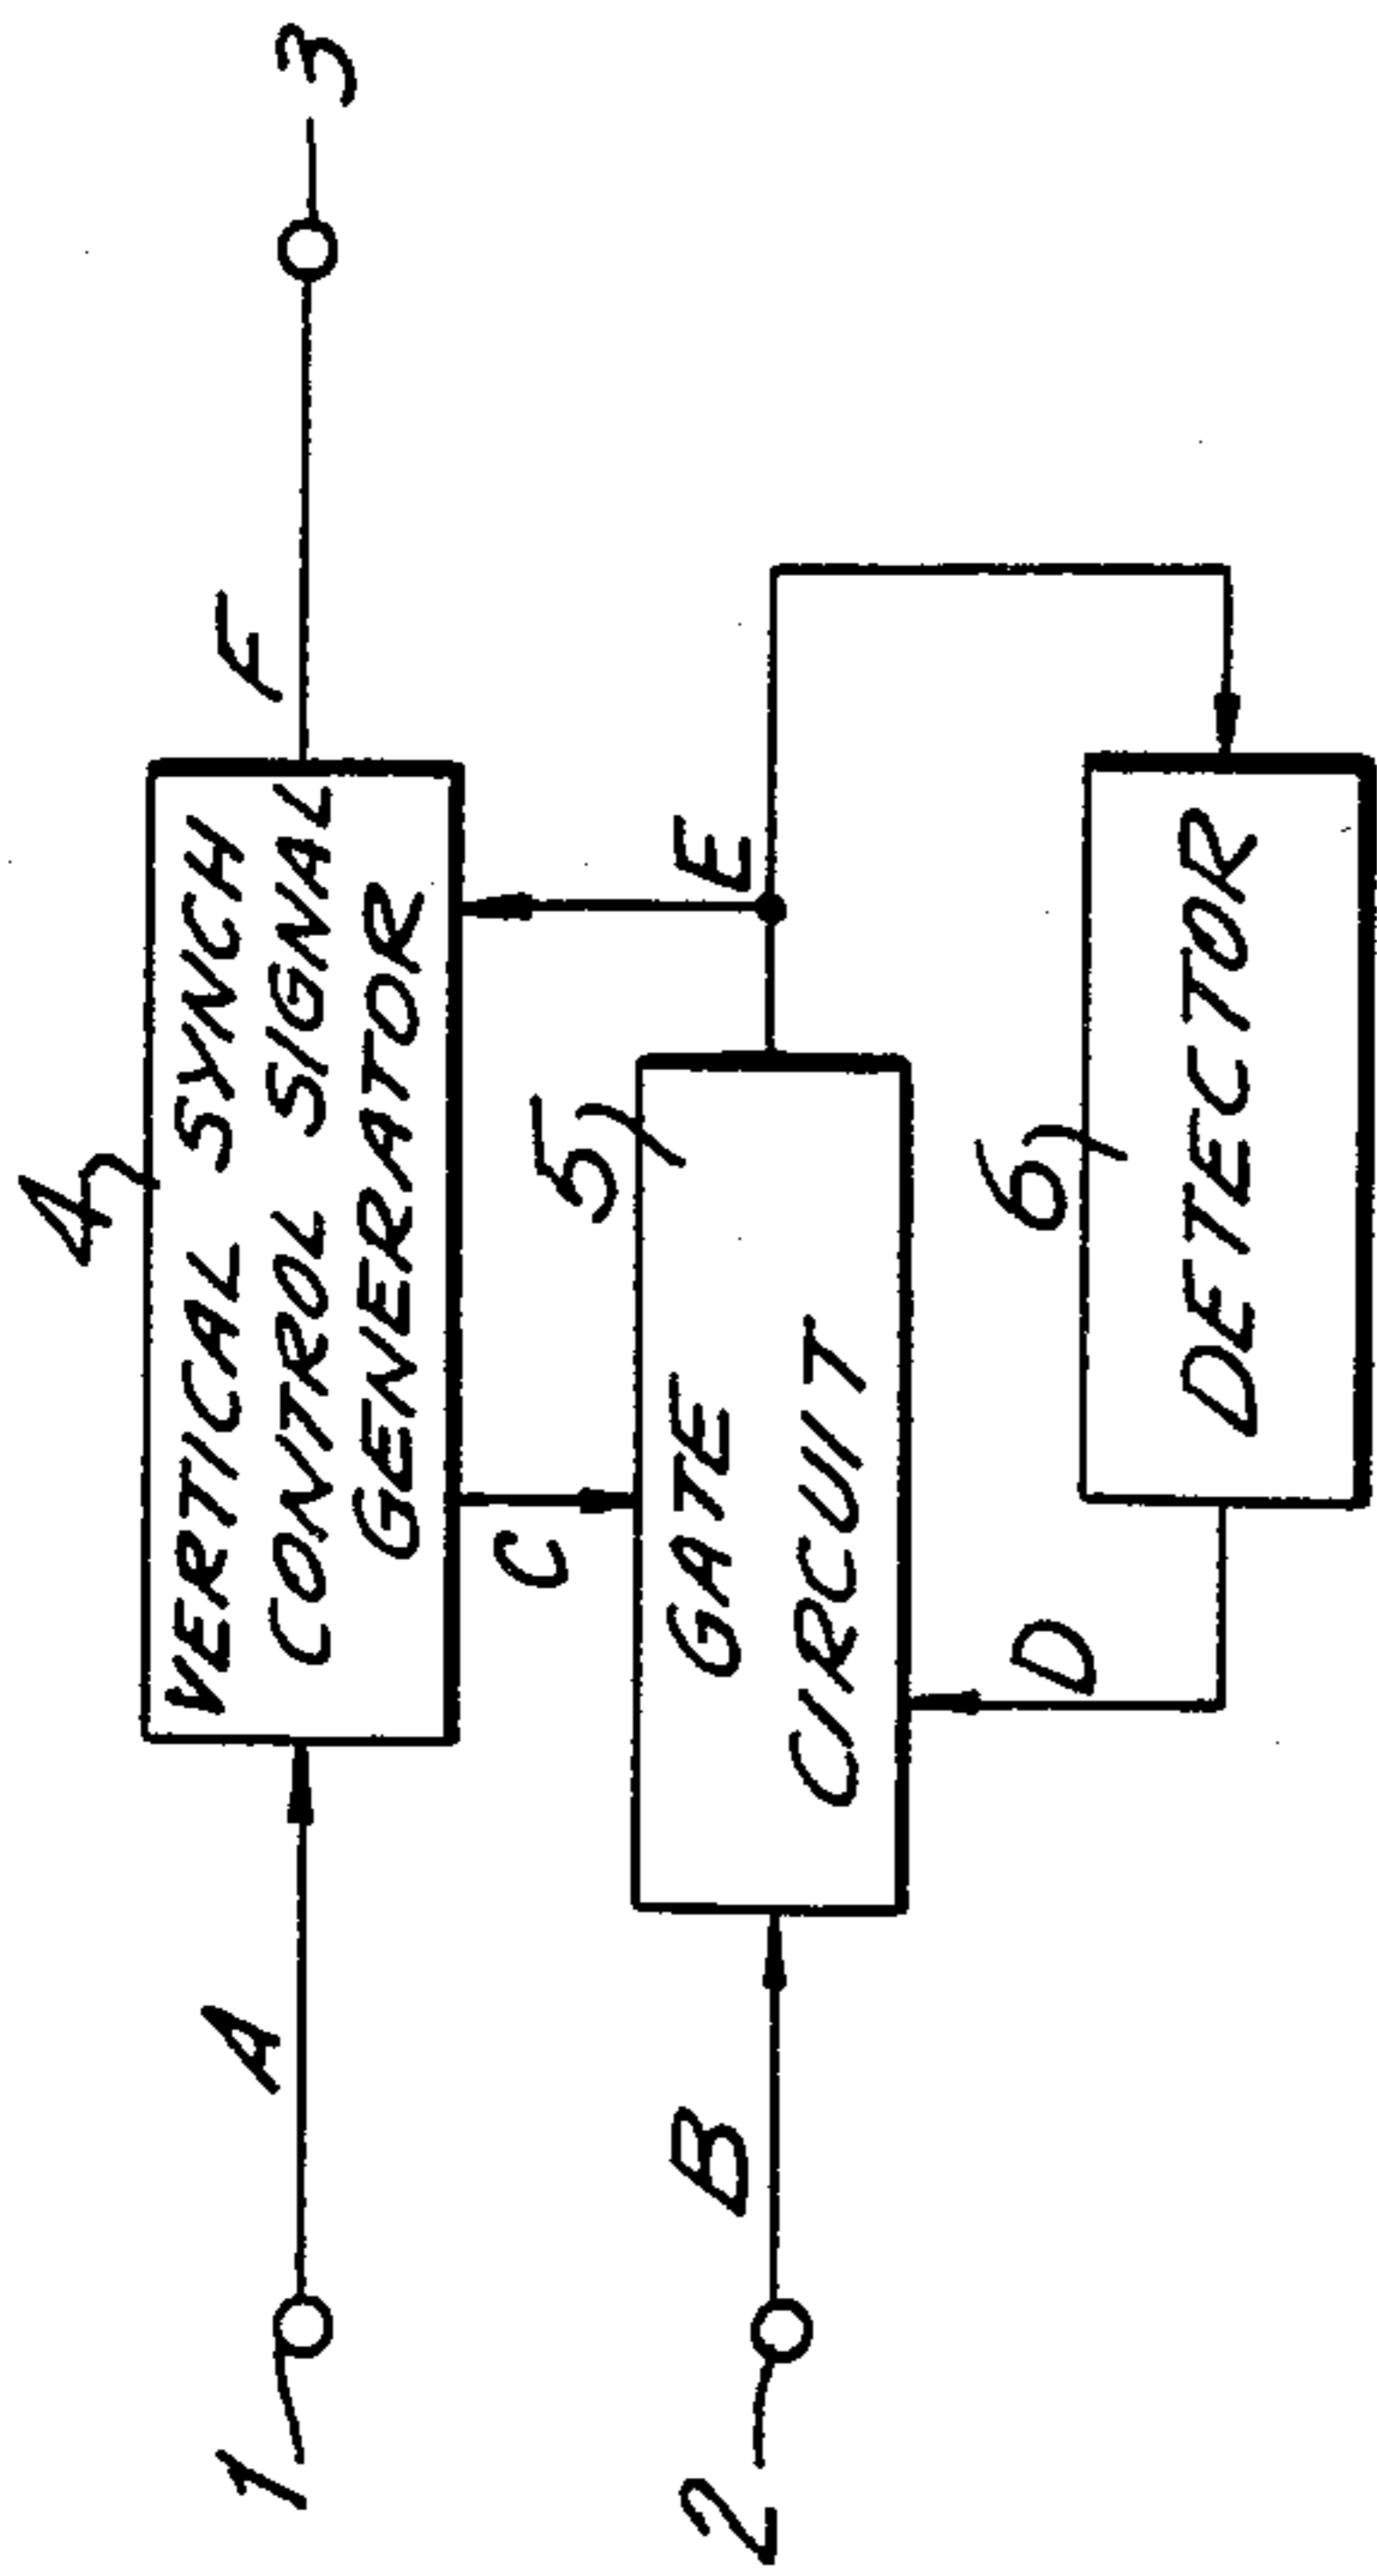 4
A
VERTICAL SYNCH
CONTROL SIGNAL
GENERATOR
F
1
3
C
E
5
B
GATE
CIRCUIT
2
D
6
DETECTOR